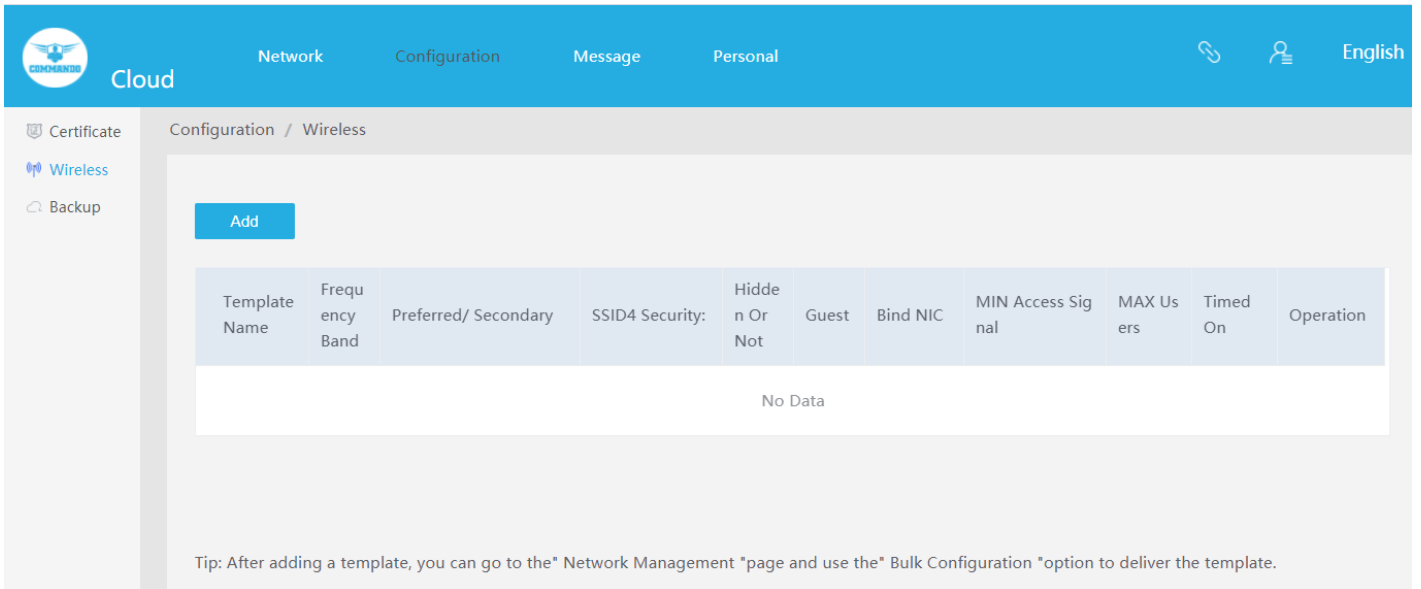 COMMANDO
Cloud
Network Configuration Message Personal English
Certificate
Wireless
Backup
Configuration / Wireless
Add
Template
Name
Frequ
ency
Band
Preferred/ Secondary
SSID4 Security:
Hidde
n Or
Not
Guest
Bind NIC
MIN Access Sig
nal
MAX Us
ers
Timed
On
Operation
No Data
Tip: After adding a template, you can go to the" Network Management "page and use the" Bulk Configuration "option to deliver the template.